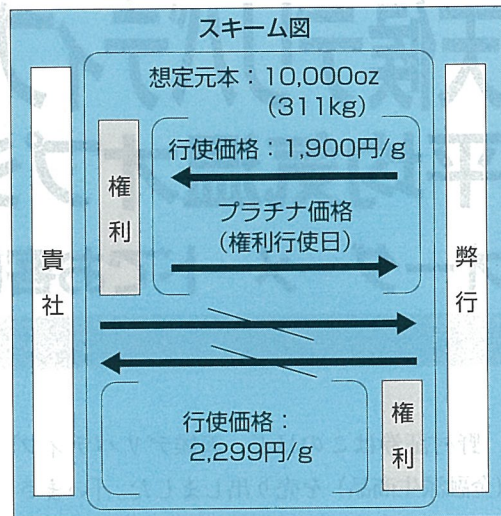 スキーム図
想定元本：10,000oz
(311kg)
権利
行使価格：1,900円/g
プラチナ価格
(権利行使日)
貴社
弊行
行使価格：
2,299円/g
権利